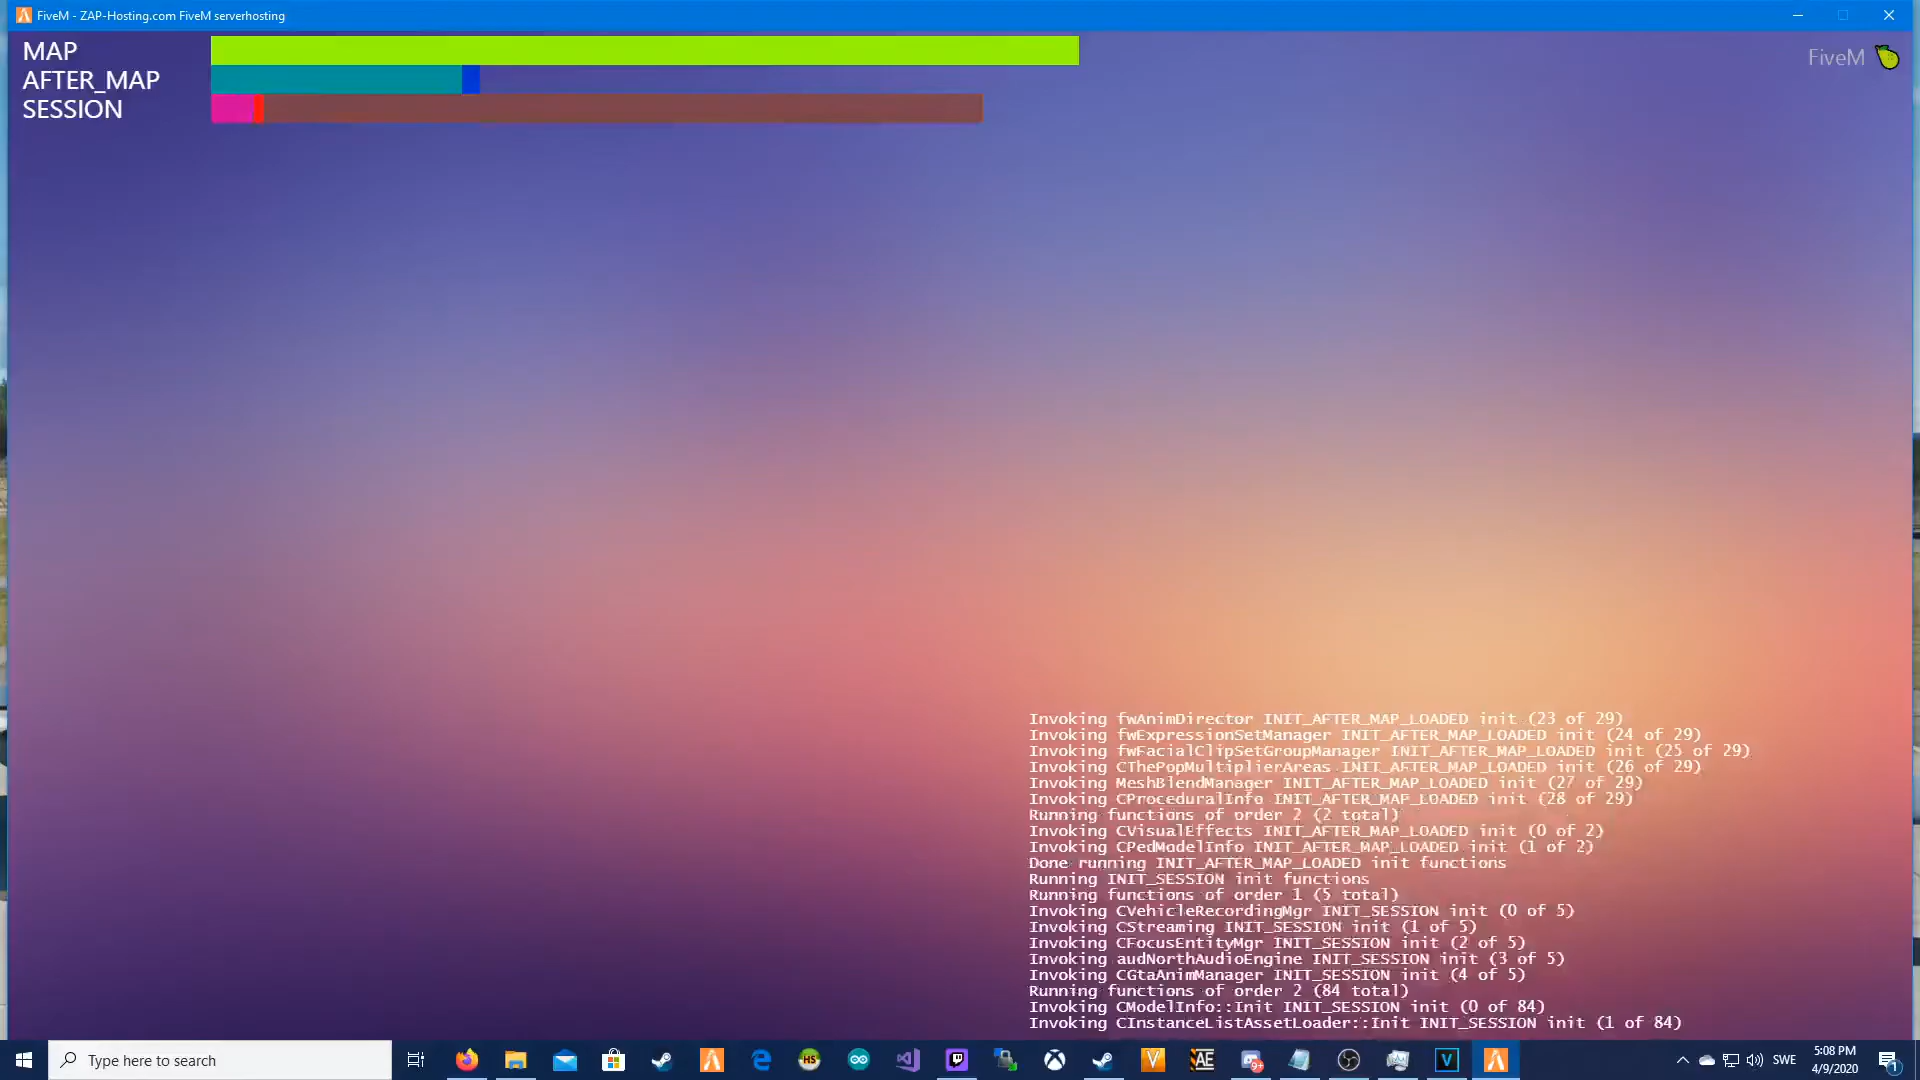 FiveM - ZAP-Hosting.com FiveM serverhosting
MAP
AFTER_MAP
SESSION
FiveM
Invoking fwAnimDirector INIT_AFTER_MAP_LOADED init (23 of 29)
Invoking fwExpressionSetManager INIT_AFTER_MAP_LOADED init (24 of 29)
Invoking fwFacialClipSetGroupManager INIT_AFTER_MAP_LOADED init (25 of 29)
Invoking CThePopMultiplierAreas INIT_AFTER_MAP_LOADED init (26 of 29)
Invoking MeshBlendManager INIT_AFTER_MAP_LOADED init (27 of 29)
Invoking CProceduralInfo INIT_AFTER_MAP_LOADED init (28 of 29)
Running functions of order 2 (2 total)
Invoking CVisualEffects INIT_AFTER_MAP_LOADED init (0 of 2)
Invoking CPedModelInfo INIT_AFTER_MAP_LOADED init (1 of 2)
Done running INIT_AFTER_MAP_LOADED init functions
Running INIT_SESSION init functions
Running functions of order 1 (5 total)
Invoking CVehicleRecordingMgr INIT_SESSION init (0 of 5)
Invoking CStreaming INIT_SESSION init (1 of 5)
Invoking CFocusEntityMgr INIT_SESSION init (2 of 5)
Invoking audNorthAudioEngine INIT_SESSION init (3 of 5)
Invoking CGtaAnimManager INIT_SESSION init (4 of 5)
Running functions of order 2 (84 total)
Invoking CModelInfo::Init INIT_SESSION init (0 of 84)
Invoking CInstanceListAssetLoader::Init INIT_SESSION init (1 of 84)
Type here to search
HS
AE
9+
V
SWE
5:08 PM
4/9/2020
1